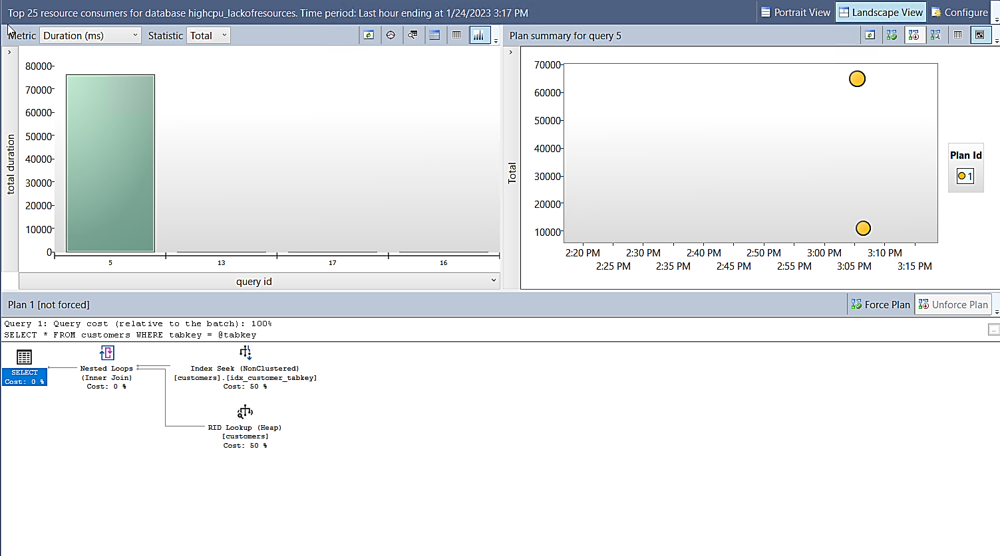 Top 25 resource consumers for database highcpu_lackofresources. Time period: Last hour ending at 1/24/2023 3:17 PM
Portrait View
Landscape View
Configure
Metric
Duration (ms)
Statistic
Total
Plan summary for query 5
80000
70000
60000
50000
40000
30000
20000
10000
0
total duration
5
13
17
16
query id
70000
60000
50000
40000
30000
20000
10000
Total
2:20 PM
2:30 PM
2:40 PM
2:50 PM
3:00 PM
3:10 PM
2:25 PM
2:35 PM
2:45 PM
2:55 PM
3:05 PM
3:15 PM
Plan Id
1
Plan 1 [not forced]
Force Plan
Unforce Plan
Query 1: Query cost (relative to the batch): 100%
SELECT * FROM customers WHERE tabkey = @tabkey
...
SELECT
Cost: 0 %
Nested Loops
(Inner Join)
Cost: 0 %
Index Seek (NonClustered)
[customers].[idx_customer_tabkey]
Cost: 50 %
RID Lookup (Heap)
[customers]
Cost: 50 %